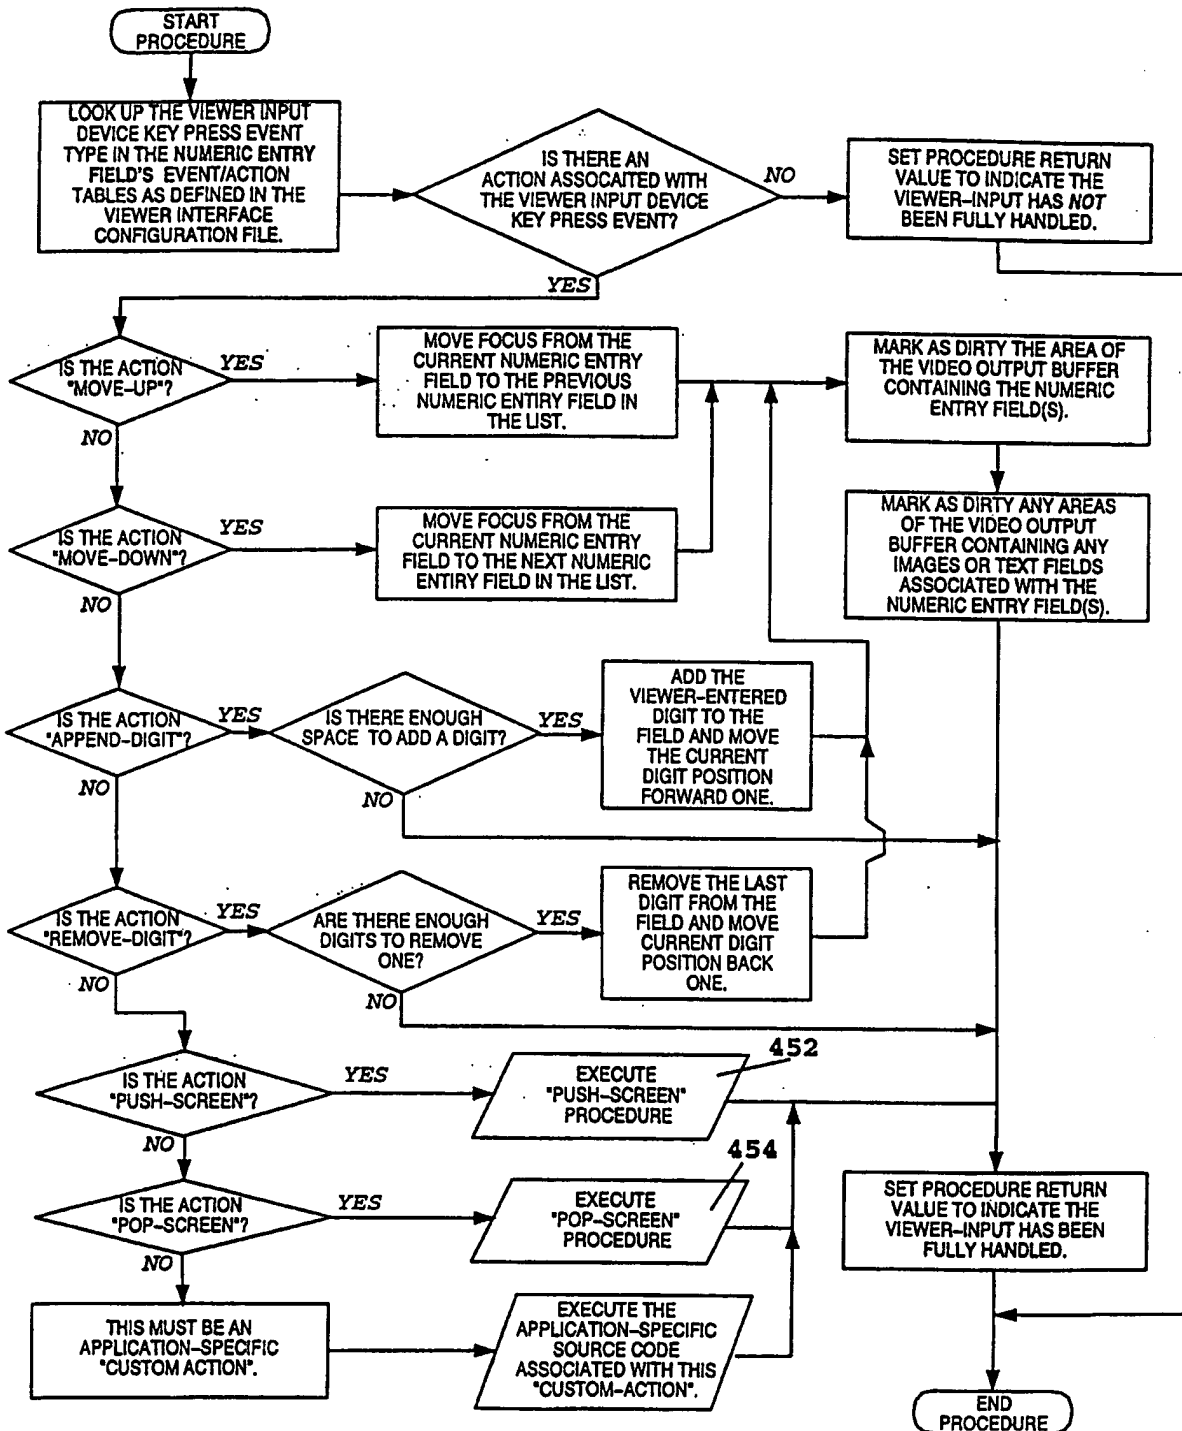 START
PROCEDURE
LOOK UP THE VIEWER INPUT
DEVICE KEY PRESS EVENT
TYPE IN THE NUMERIC ENTRY
FIELD'S EVENT/ACTION
TABLES AS DEFINED IN THE
VIEWER INTERFACE
CONFIGURATION FILE.
IS THERE AN
ACTION ASSOCAITED WITH
THE VIEWER INPUT DEVICE
KEY PRESS EVENT?
NO
SET PROCEDURE RETURN
VALUE TO INDICATE THE
VIEWER-INPUT HAS NOT
BEEN FULLY HANDLED.
YES
IS THE ACTION
"MOVE-UP"?
YES
MOVE FOCUS FROM THE
CURRENT NUMERIC ENTRY
FIELD TO THE PREVIOUS
NUMERIC ENTIRY FIELD IN
THE LIST.
MARK AS DIRTY THE AREA OF
THE VIDEO OUTPUT BUFFER
CONTAINING THE NUMERIC
ENTRY FIELD(S).
NO
IS THE ACTION
"MOVE-DOWN"?
YES
MOVE FOCUS FROM THE
CURRENT NUMERIC ENTRY
FIELD TO THE NEXT NUMERIC
ENTIRY FIELD IN THE LIST.
MARK AS DIRTY ANY AREAS
OF THE VIDEO OUTPUT
BUFFER CONTAINING ANY
IMAGES OR TEXT FIELDS
ASSOCIATED WITH THE
NUMERIC ENTRY FIELD(S).
NO
IS THE ACTION
"APPEND-DIGIT"?
YES
IS THERE ENOUGH
SPACE TO ADD A DIGIT?
YES
ADD THE
VIEWER-ENTERED
DIGIT TO THE
FIELD AND MOVE
THE CURRENT
DIGIT POSITION
FORWARD ONE.
NO
NO
IS THE ACTION
"REMOVE-DIGIT"?
YES
ARE THERE ENOUGH
DIGITS TO REMOVE
ONE?
YES
REMOVE THE LAST
DIGIT FROM THE
FIELD AND MOVE
CURRENT DIGIT
POSITION BACK
ONE.
NO
NO
IS THE ACTION
"PUSH-SCREEN"?
YES
EXECUTE
"PUSH-SCREEN"
PROCEDURE
452
NO
IS THE ACTION
"POP-SCREEN"?
YES
EXECUTE
"POP-SCREEN"
PROCEDURE
454
SET PROCEDURE RETURN
VALUE TO INDICATE THE
VIEWER-INPUT HAS BEEN
FULLY HANDLED.
NO
THIS MUST BE AN
APPLICATION-SPECIFIC
"CUSTOM ACTION".
EXECUTE THE
APPLICATION-SPECIFIC
SOURCE CODE
ASSOCIATED WITH THIS
"CUSTOM-ACTION".
END
PROCEDURE